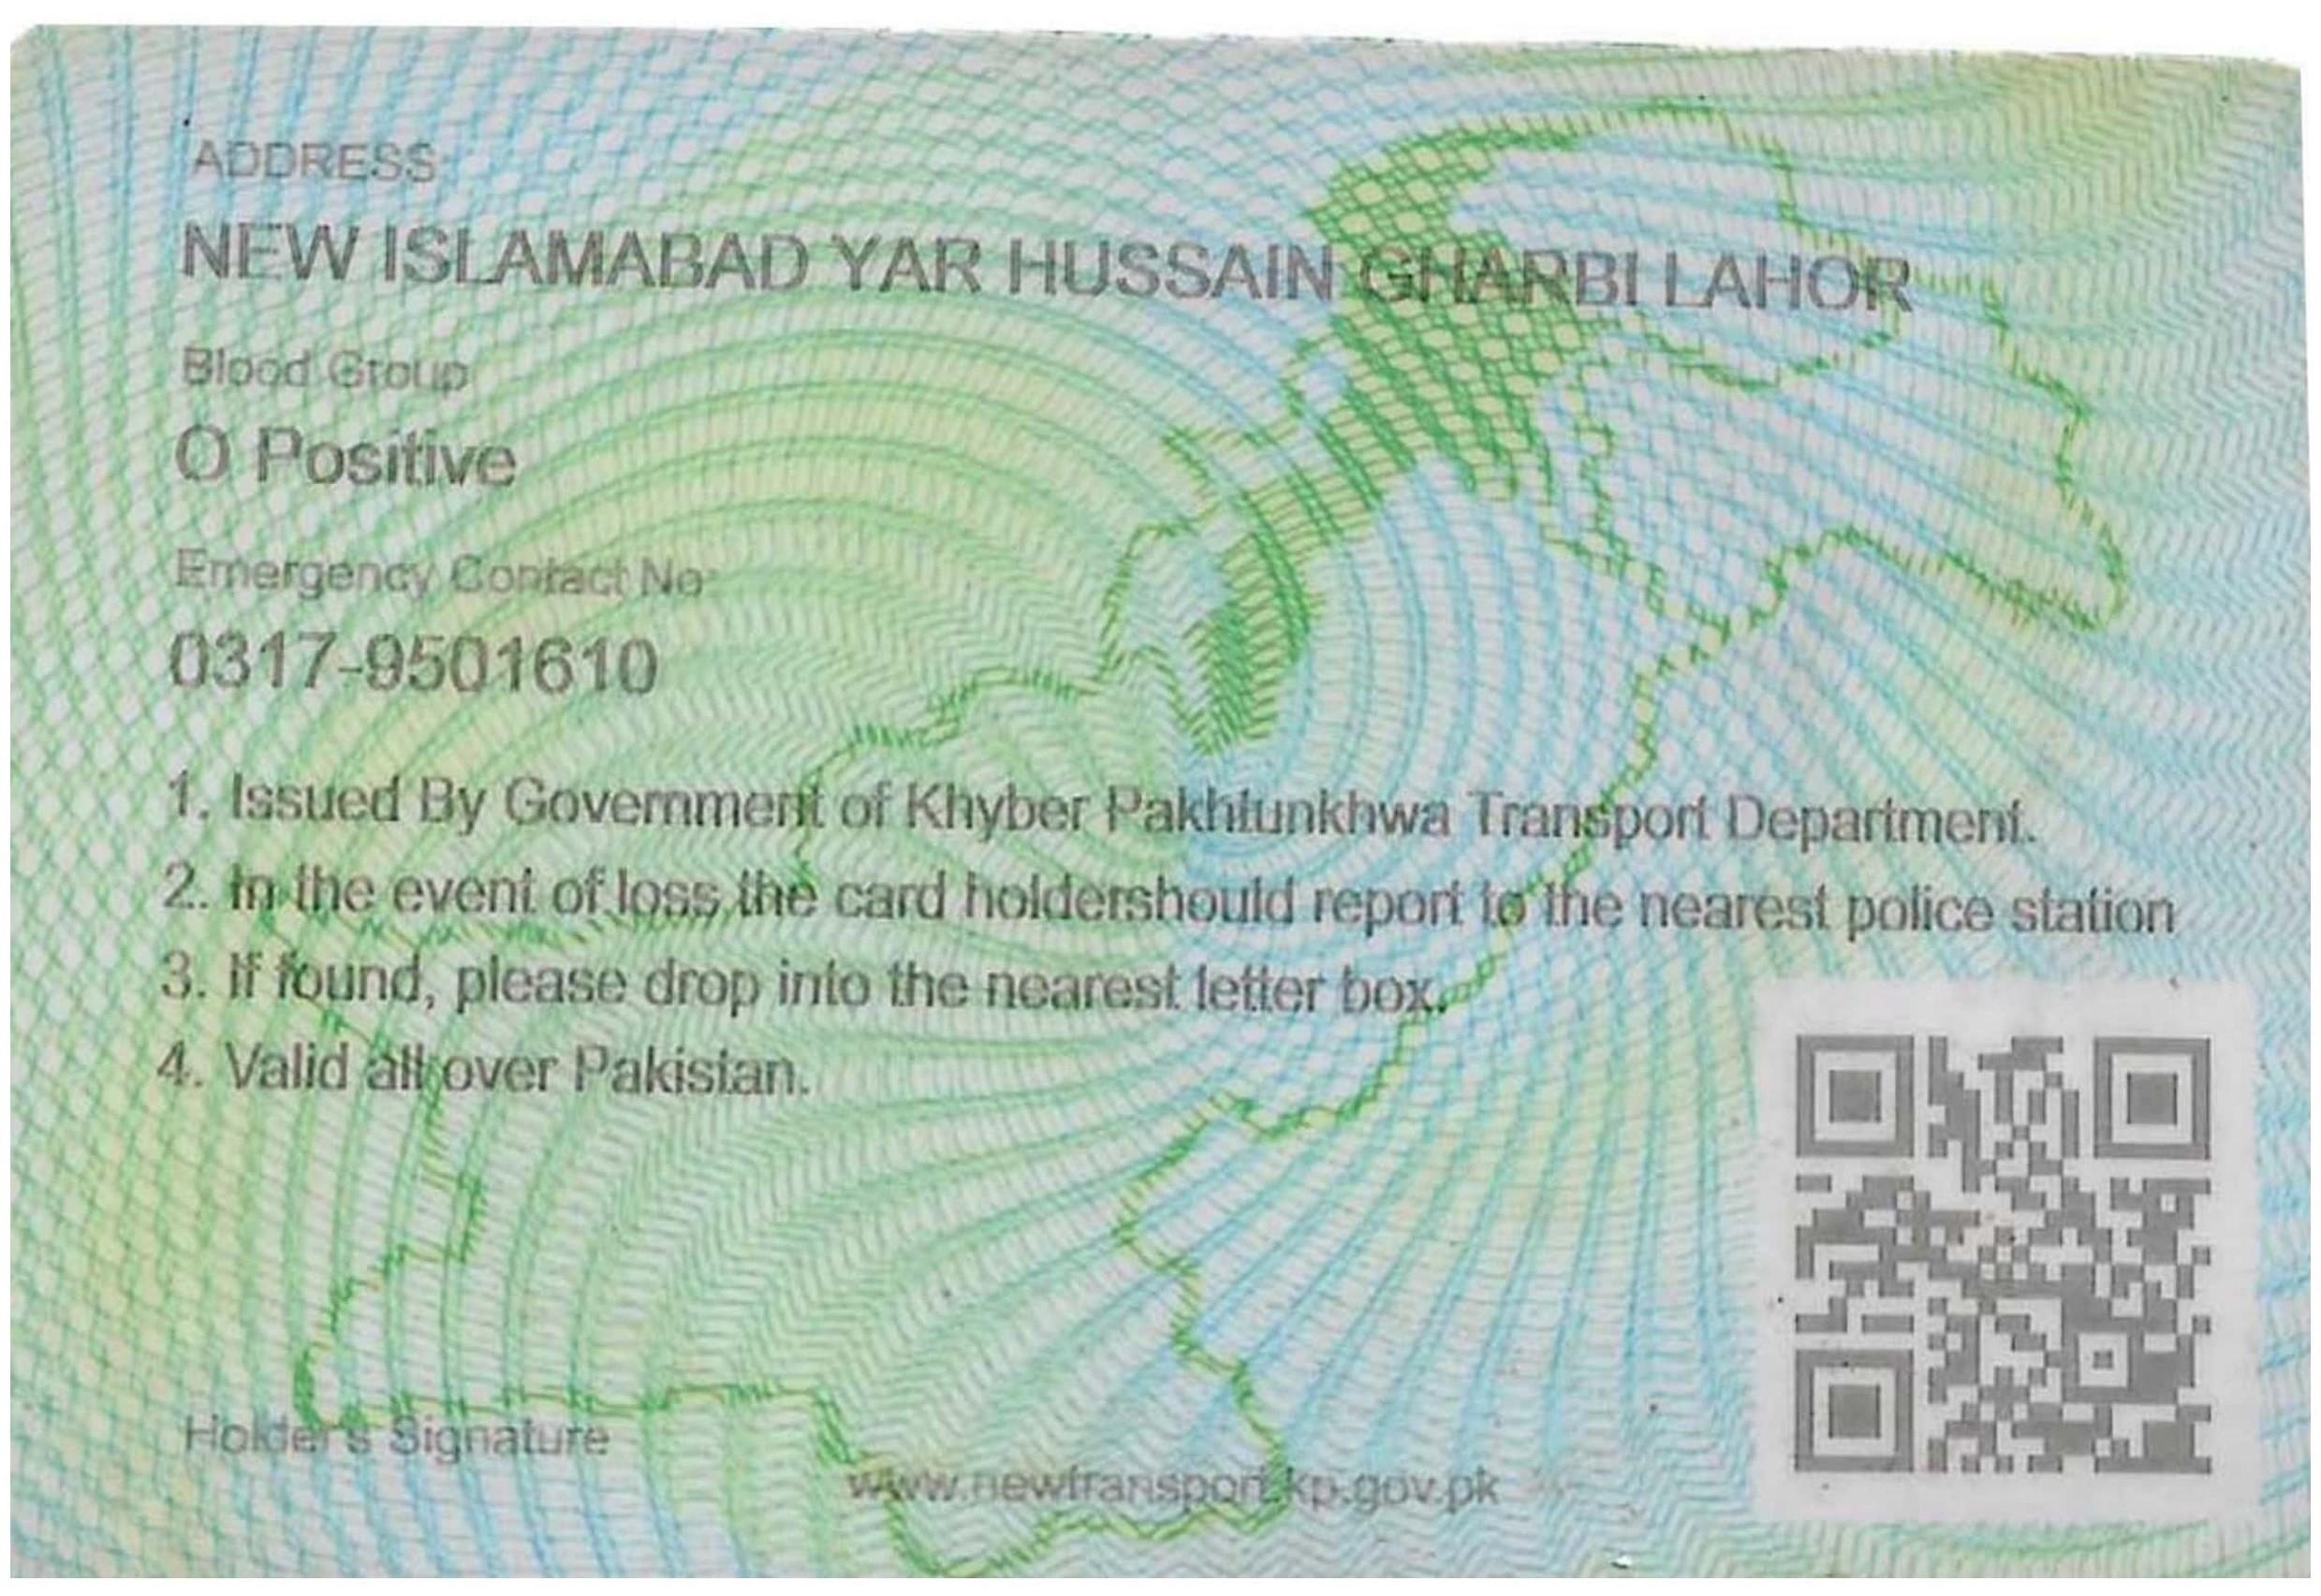 ADDRESS
NEW ISLAMABAD YAR HUSSAIN GHARBI LAHOR
Blood Group
O Positive
Emergency Contact No
0317-9501610
1. Issued By Government of Khyber Pakhtunkhwa Transport Department.
2. In the event of loss the card holdershould report to the nearest police station
3. If found, please drop into the nearest letter box.
4. Valid all over Pakistan.
Holder's Signature
www.newtransport.kp.gov.pk